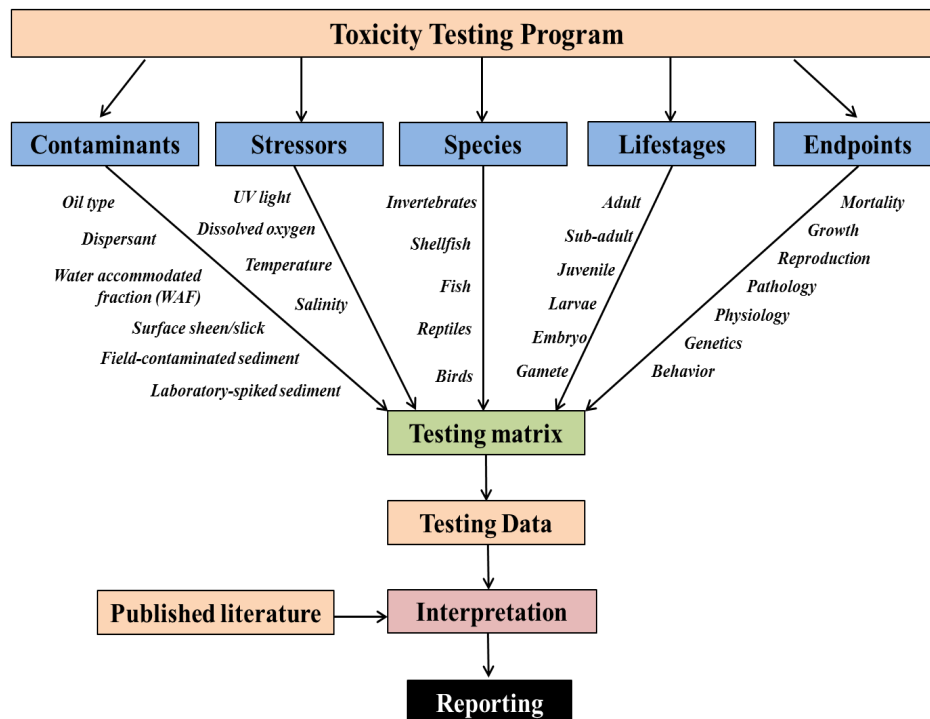 Toxicity Testing Program
Contaminants
Stressors
Species
Lifestages
Endpoints
Oil type
Dispersant
Water accommodated
fraction (WAF)
Surface sheen/slick
Field-contaminated sediment
Laboratory-spiked sediment
UV light
Dissolved oxygen
Temperature
Salinity
Invertebrates
Shellfish
Fish
Reptiles
Birds
Adult
Sub-adult
Juvenile
Larvae
Embryo
Gamete
Mortality
Growth
Reproduction
Pathology
Physiology
Genetics
Behavior
Testing matrix
Testing Data
Published literature
Interpretation
Reporting